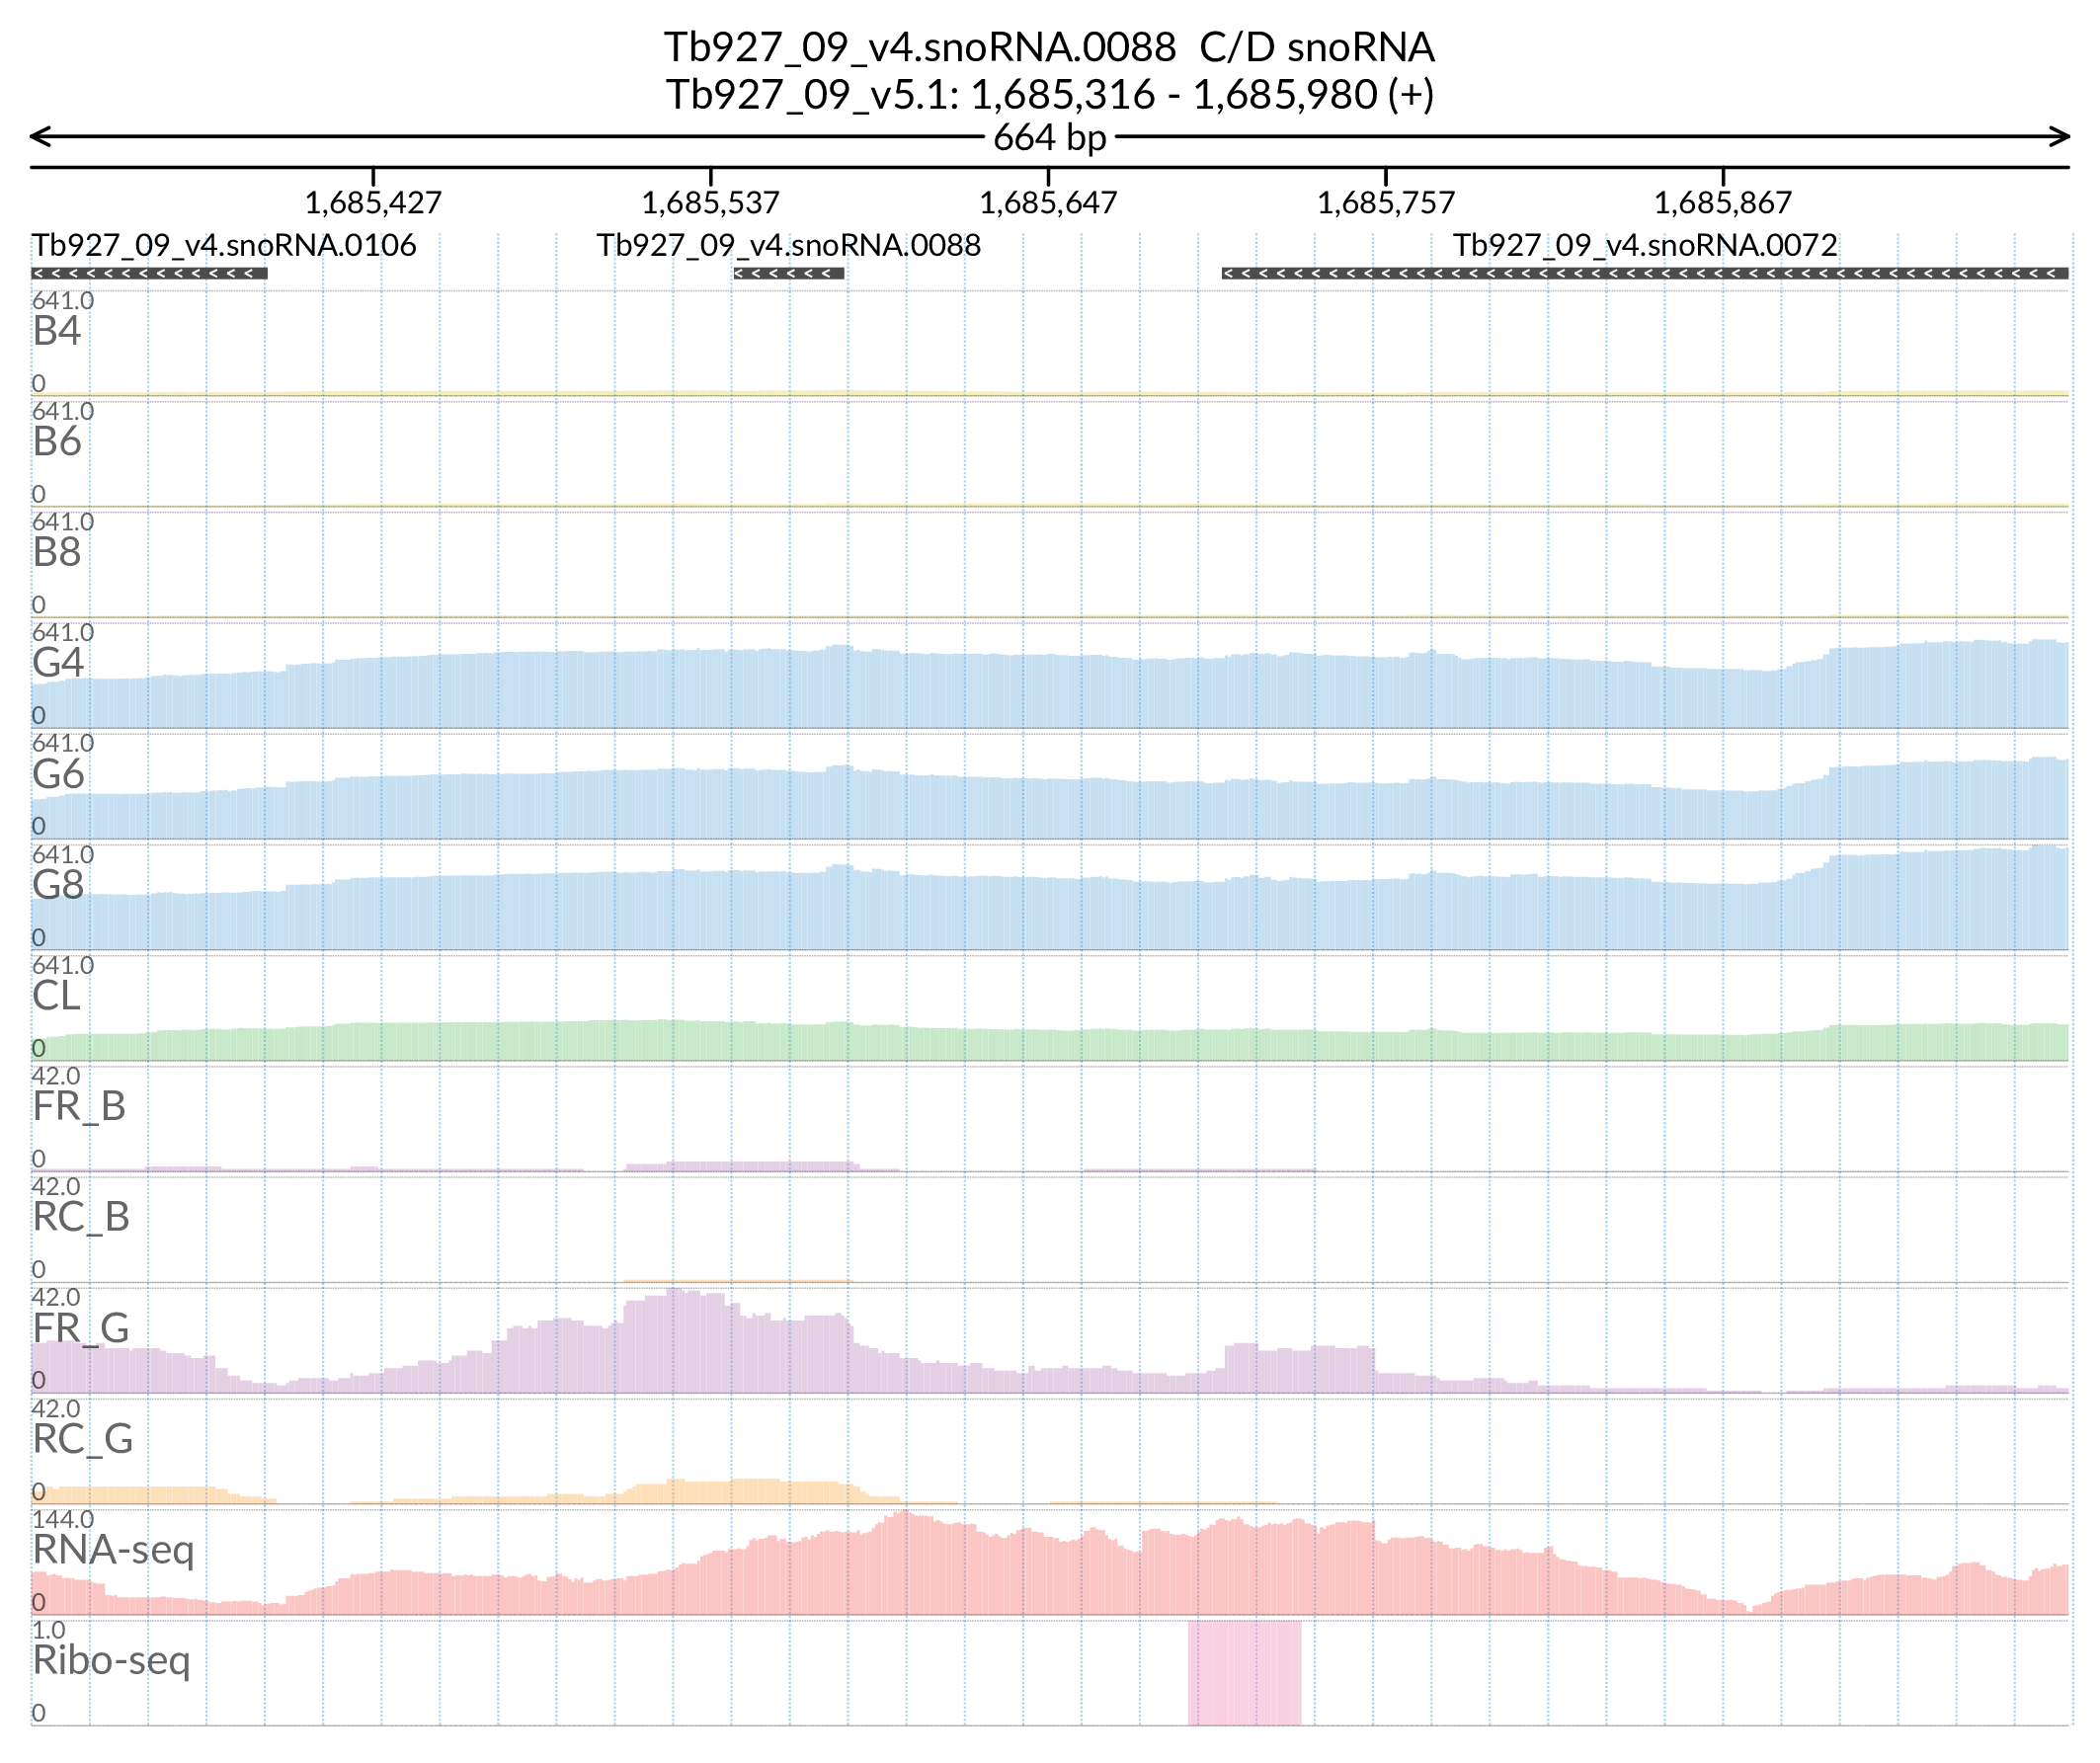 Tb927_09_v4.snoRNA.0088 C/D snoRNA
Tb927_09_v5.1: 1,685,316 - 1,685,980 (+)
664 bp
1,685,427 1,685,537 1,685,647 1,685,757 1,685,867
Tb927_09_v4.snoRNA.0106 Tb927_09_v4.snoRNA.0088 Tb927_09_v4.snoRNA.0072
641.0
B4
0
641.0
B6
0
641.0
B8
0
641.0
G4
0
641.0
G6
0
641.0
G8
0
641.0
CL
0
42.0
FR_B
0
42.0
RC_B
0
42.0
FR_G
0
42.0
RC_G
0
144.0
RNA-seq
0
1.0
Ribo-seq
0